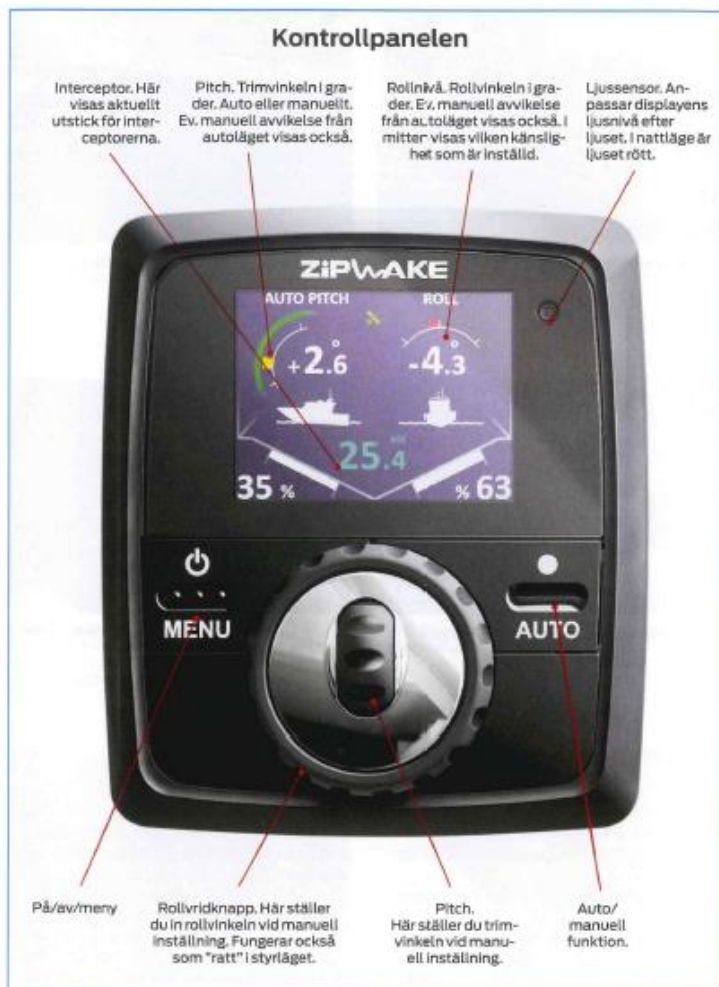 Kontrollpanelen
Interceptor. Här
visas aktuellt
utstick för inter-
ceptorerna.
Pitch. Trimvinkeln i gra-
der. Auto eller manuellt.
Ev. manuell avvikelse från
autoläget visas också.
Rollnivå. Rollvinkeln i gra-
der. Ev. manuell avvikelse
från autoläget visas också. I
mitten visas vilken känslig-
het som är inställd.
Ljussensor. An-
passar displayens
ljusnivå efter
ljuset. I nattläge är
ljuset rött.
ZIPWAKE
AUTO PITCH
ROLL
+2.6°
-4.3°
25.4
35 %
% 63
MENU
AUTO
På/av/meny
Rollvridknapp. Här ställer
du in rollvinkeln vid manuell
inställning. Fungerar också
som "ratt" i styrläget.
Pitch.
Här ställer du trim-
vinkeln vid manu-
ell inställning.
Auto/
manuell
funktion.